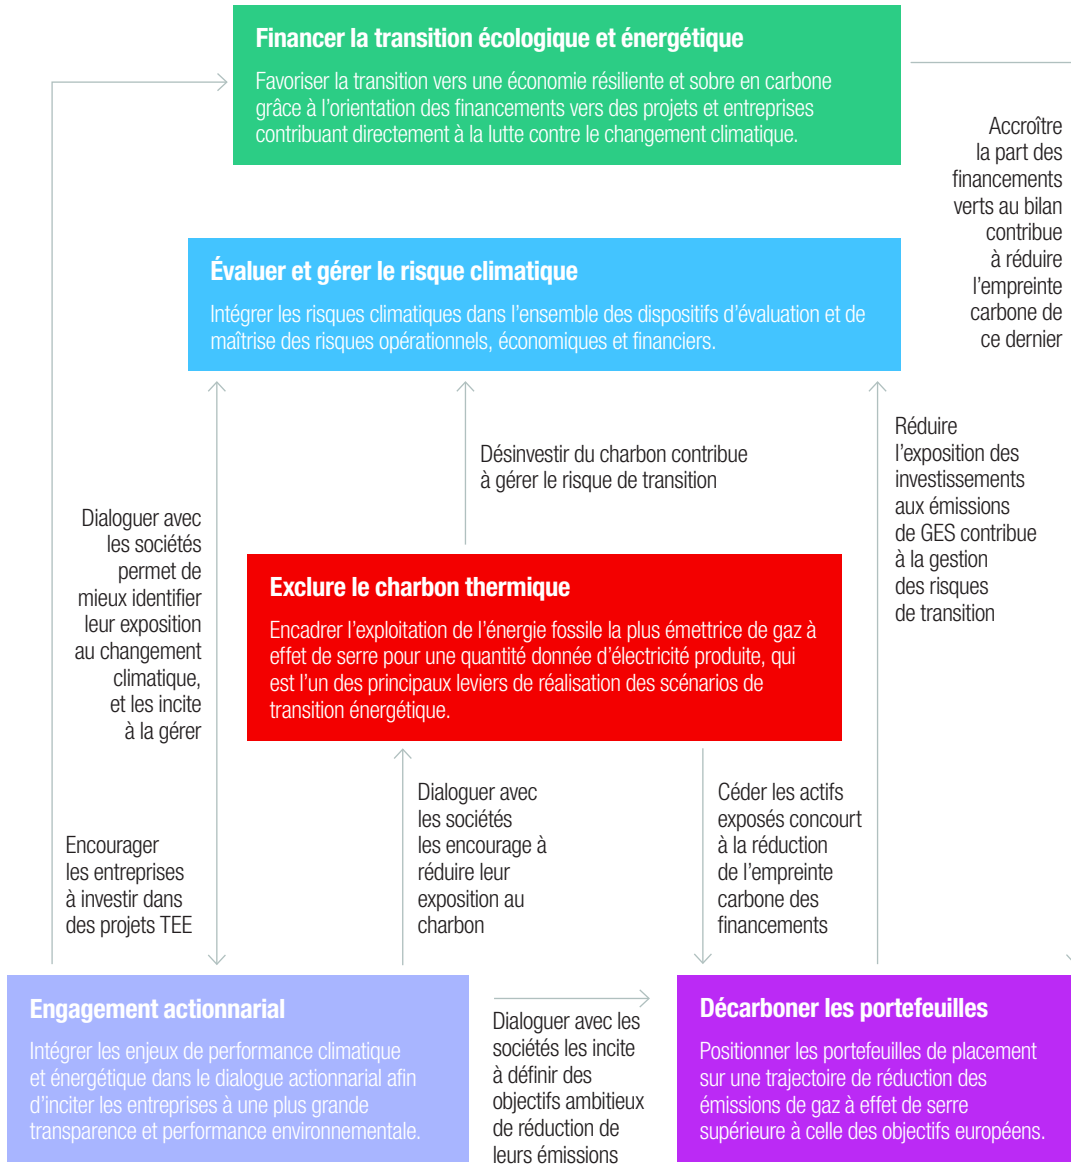 Financer la transition écologique et énergétique
Favoriser la transition vers une économie résiliente et sobre en carbone
grâce à l'orientation des financements vers des projets et entreprises
contribuant directement à la lutte contre le changement climatique.
Accroître
la part des
financements
verts au bilan
contribue
à réduire
l'empreinte
carbone de
ce dernier
Évaluer et gérer le risque climatique
Intégrer les risques climatiques dans l'ensemble des dispositifs d'évaluation et de
maîtrise des risques opérationnels, économiques et financiers.
Désinvestir du charbon contribue
à gérer le risque de transition
Réduire
l'exposition des
investissements
aux émissions
de GES contribue
à la gestion
des risques
de transition
Dialoguer avec
les sociétés
permet de
mieux identifier
leur exposition
au changement
climatique,
et les incite
à la gérer
Exclure le charbon thermique
Encadrer l'exploitation de l'énergie fossile la plus émettrice de gaz à
effet de serre pour une quantité donnée d'électricité produite, qui
est l'un des principaux leviers de réalisation des scénarios de
transition énergétique.
Encourager
les entreprises
à investir dans
des projets TEE
Dialoguer avec
les sociétés
les encourage à
réduire leur
exposition au
charbon
Céder les actifs
exposés concourt
à la réduction
de l'empreinte
carbone des
financements
Engagement actionnarial
Intégrer les enjeux de performance climatique
et énergétique dans le dialogue actionnarial afin
d'inciter les entreprises à une plus grande
transparence et performance environnementale.
Dialoguer avec les
sociétés les incite
à définir des
objectifs ambitieux
de réduction de
leurs émissions
Décarboner les portefeuilles
Positionner les portefeuilles de placement
sur une trajectoire de réduction des
émissions de gaz à effet de serre
supérieure à celle des objectifs européens.